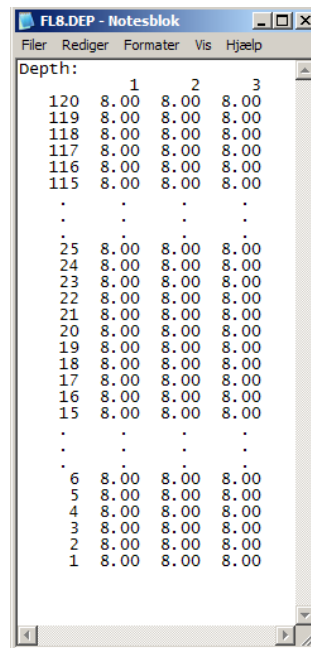 FL8.DEP - Notesblok
Filer Rediger Formater Vis Hjælp
Depth:
1 2 3
120 8.00 8.00 8.00
119 8.00 8.00 8.00
118 8.00 8.00 8.00
117 8.00 8.00 8.00
116 8.00 8.00 8.00
115 8.00 8.00 8.00
. . . .
. . . .
. . . .
25 8.00 8.00 8.00
24 8.00 8.00 8.00
23 8.00 8.00 8.00
22 8.00 8.00 8.00
21 8.00 8.00 8.00
20 8.00 8.00 8.00
19 8.00 8.00 8.00
18 8.00 8.00 8.00
17 8.00 8.00 8.00
16 8.00 8.00 8.00
15 8.00 8.00 8.00
. . . .
. . . .
. . . .
6 8.00 8.00 8.00
5 8.00 8.00 8.00
4 8.00 8.00 8.00
3 8.00 8.00 8.00
2 8.00 8.00 8.00
1 8.00 8.00 8.00